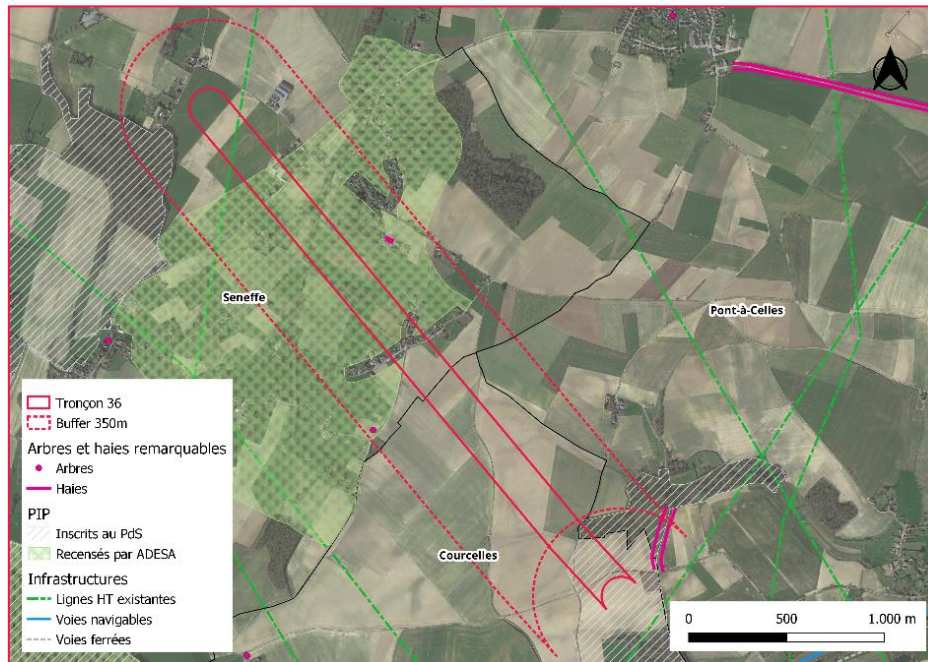 Seneffe
Pont-à-Celles
Courcelles
Tronçon 36
Buffer 350m
Arbres et haies remarquables
Arbres
Haies
PIP
Inscrits au PdS
Recensés par ADESA
Infrastructures
Lignes HT existantes
Voies navigables
Voies ferrées
0 500 1.000 m